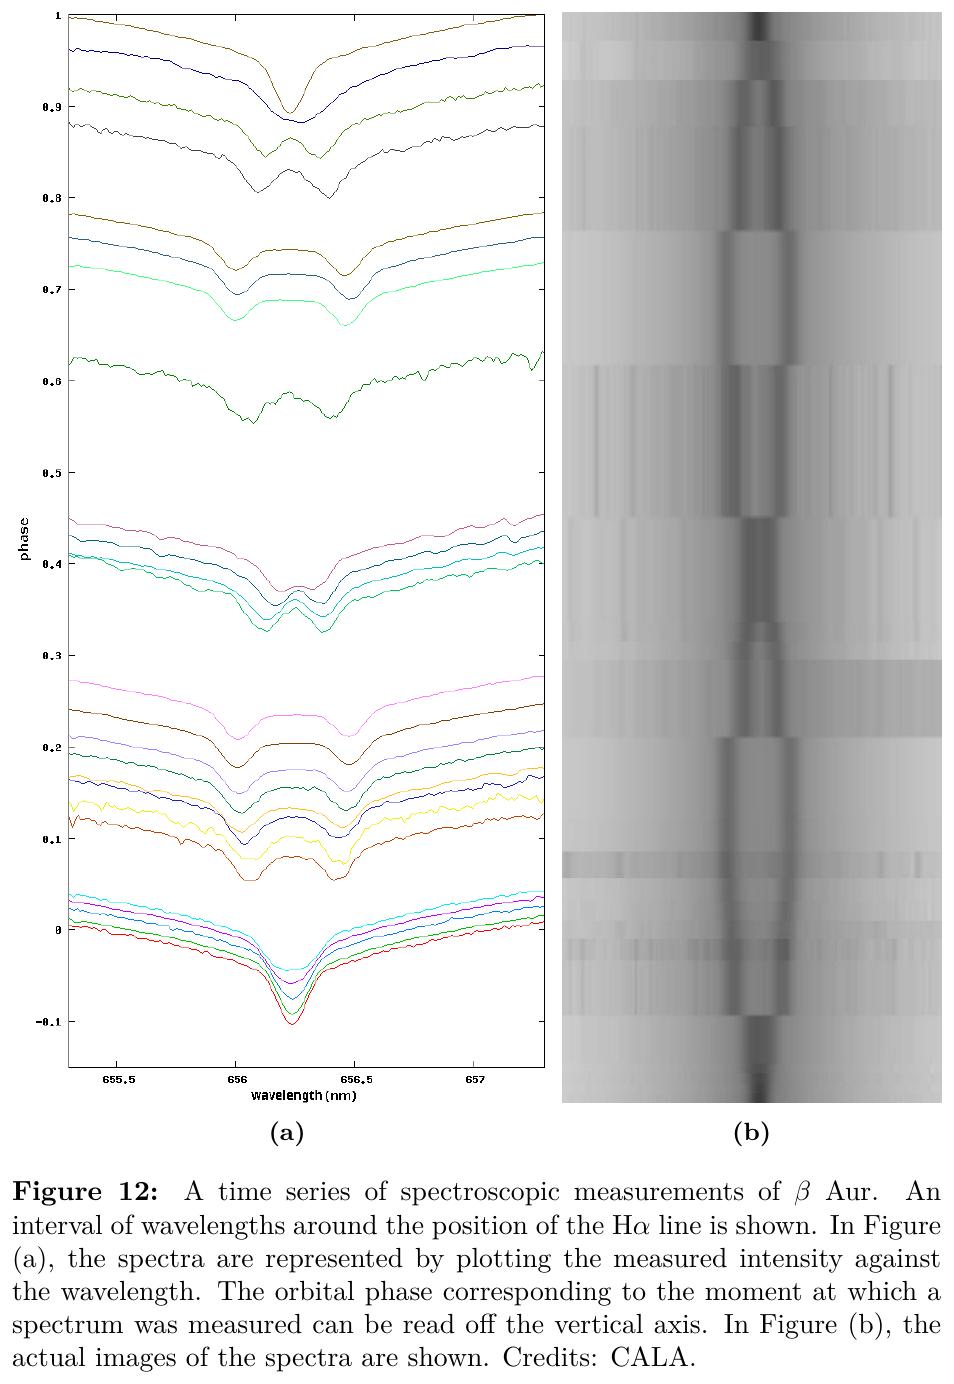 1
0.9
0.8
0.7
0.6
0.5
0.4
0.3
0.2
0.1
0
-0.1
phase
655.5 656 656.5 657
wavelength (nm)
(a) (b)
Figure 12: A time series of spectroscopic measurements of β Aur. An
interval of wavelengths around the position of the Hα line is shown. In Figure
(a), the spectra are represented by plotting the measured intensity against
the wavelength. The orbital phase corresponding to the moment at which a
spectrum was measured can be read off the vertical axis. In Figure (b), the
actual images of the spectra are shown. Credits: CALA.